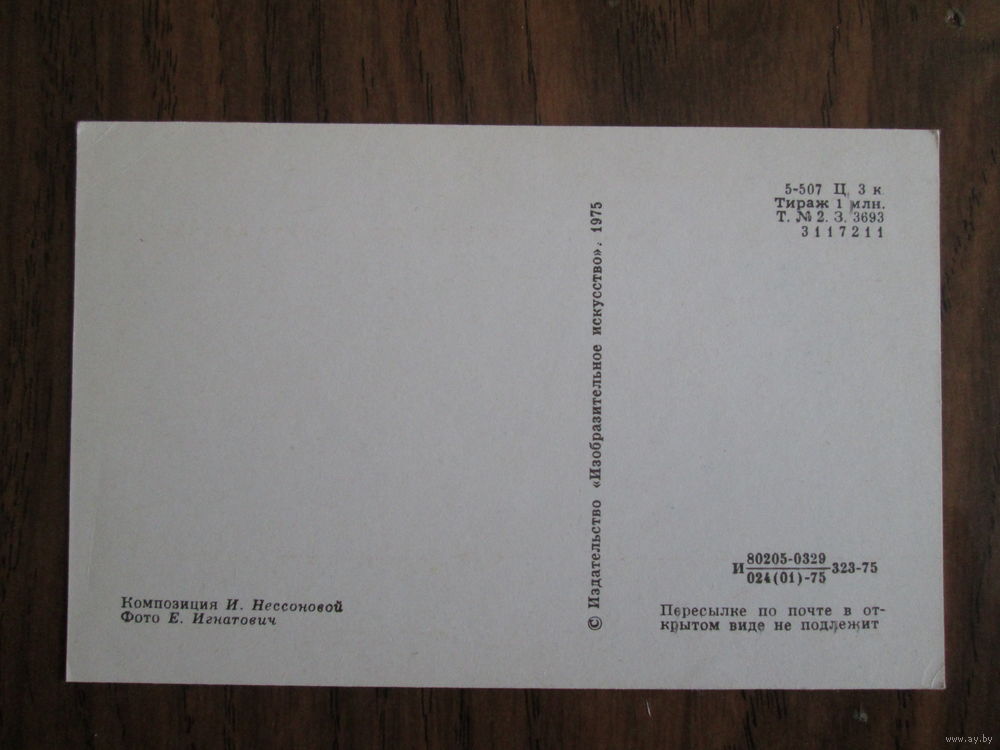 5-507 Ц. 3 к.
Тираж 1 млн.
Т. № 2. З. 3693
3117211
© Издательство «Изобразительное искусство». 1975
80205-0329
И 323-75
024(01)-75
Композиция И. Нессоновой
Фото Е. Игнатович
Пересылке по почте в от-
крытом виде не подлежит
www.ay.by